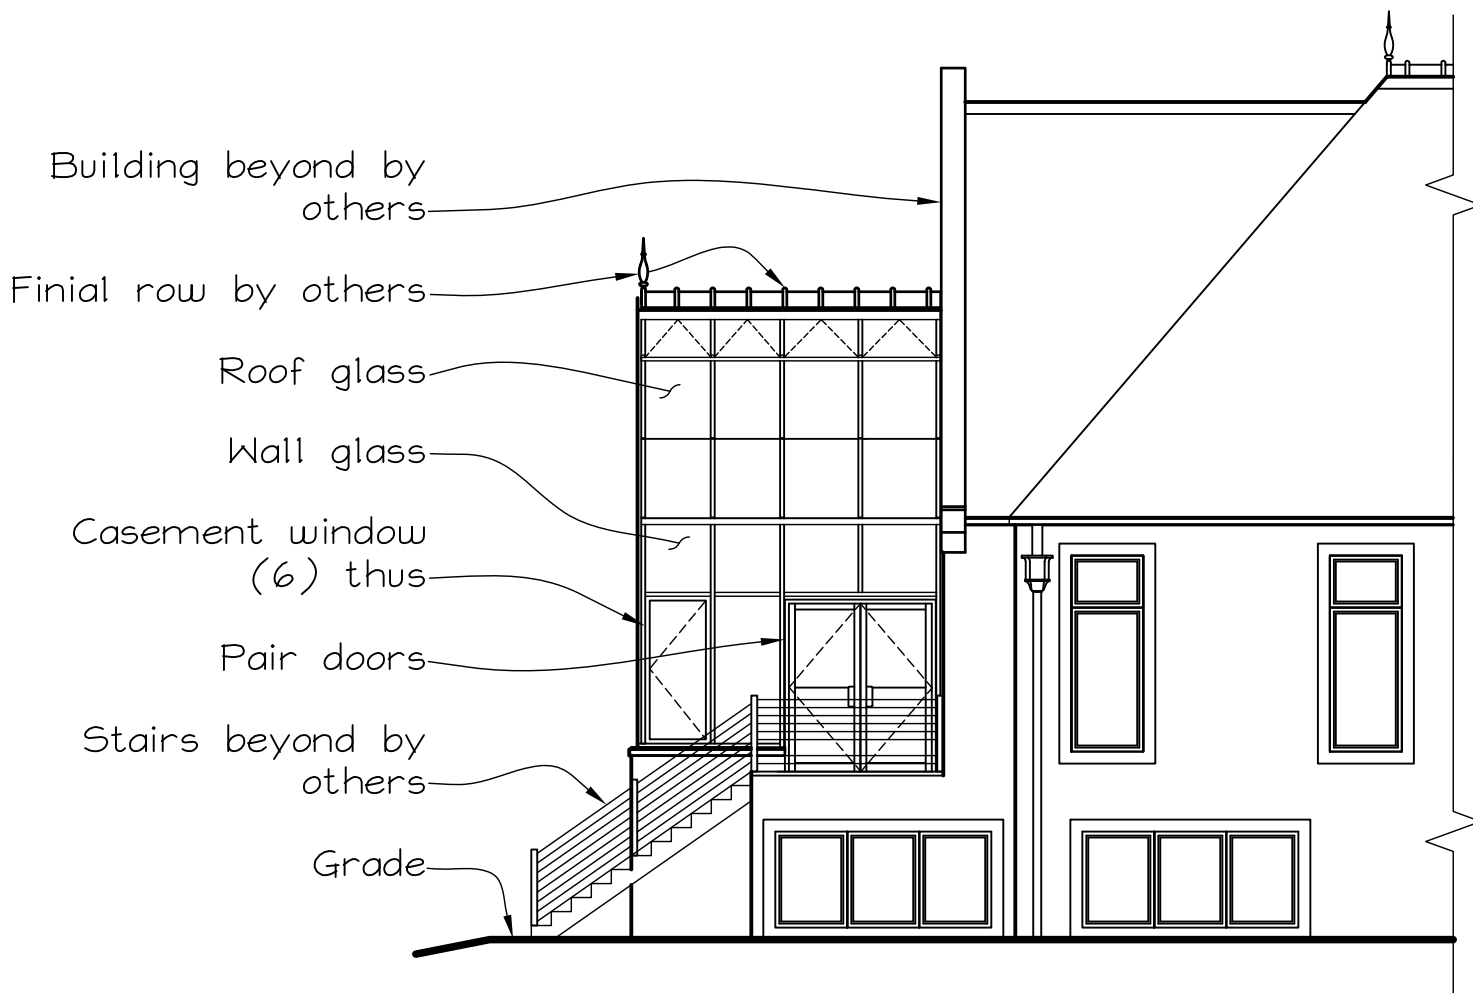 Building beyond by
others
Finial row by others
Roof glass
Wall glass
Casement window
(6) thus
Pair doors
Stairs beyond by
others
Grade